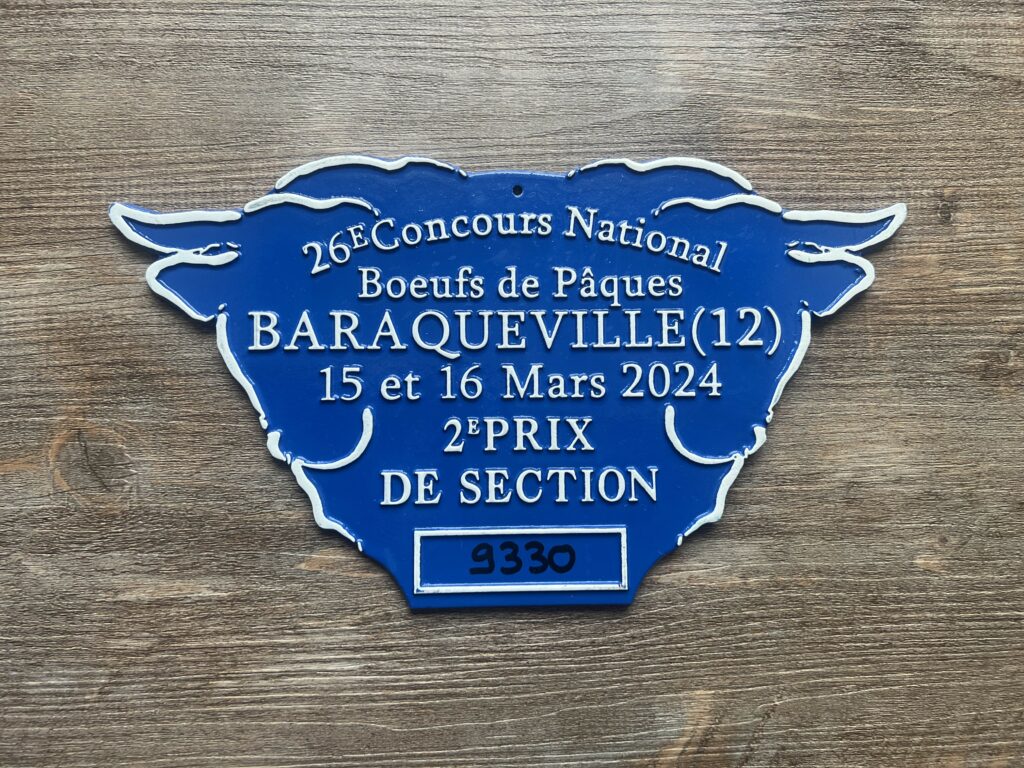 26EConcours National
Boeufs de Pâques
BARAQUEVILLE(12)
15 et 16 Mars 2024
2EPRIX
DE SECTION
9330